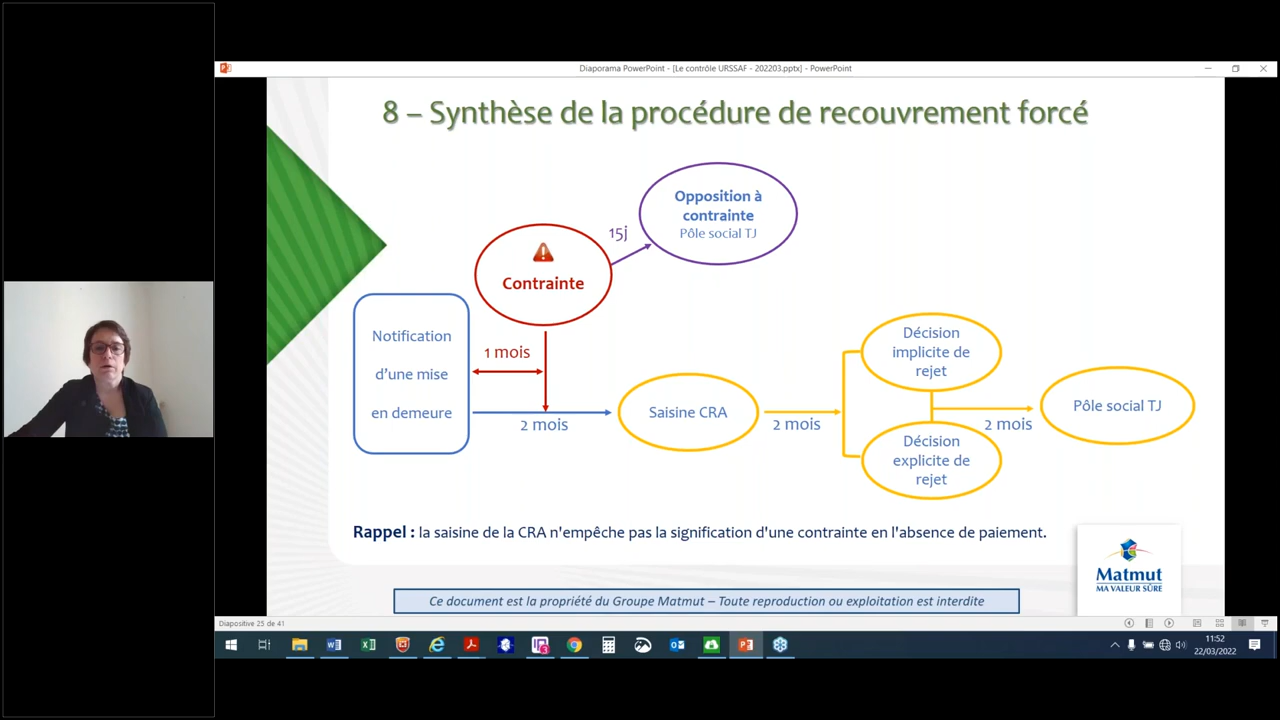 Diaporama PowerPoint - [Le contrôle URSSAF - 202203.pptx] - PowerPoint
8 – Synthèse de la procédure de recouvrement forcé
Opposition à
contrainte
Pôle social TJ
15j
Contrainte
Notification
d'une mise
en demeure
1 mois
2 mois
Saisine CRA
2 mois
Décision
implicite de
rejet
Décision
explicite de
rejet
2 mois
Pôle social TJ
Rappel : la saisine de la CRA n'empêche pas la signification d'une contrainte en l'absence de paiement.
Matmut
MA VALEUR SÛRE
Ce document est la propriété du Groupe Matmut – Toute reproduction ou exploitation est interdite
Diapositive 25 de 41
11:52
22/03/2022